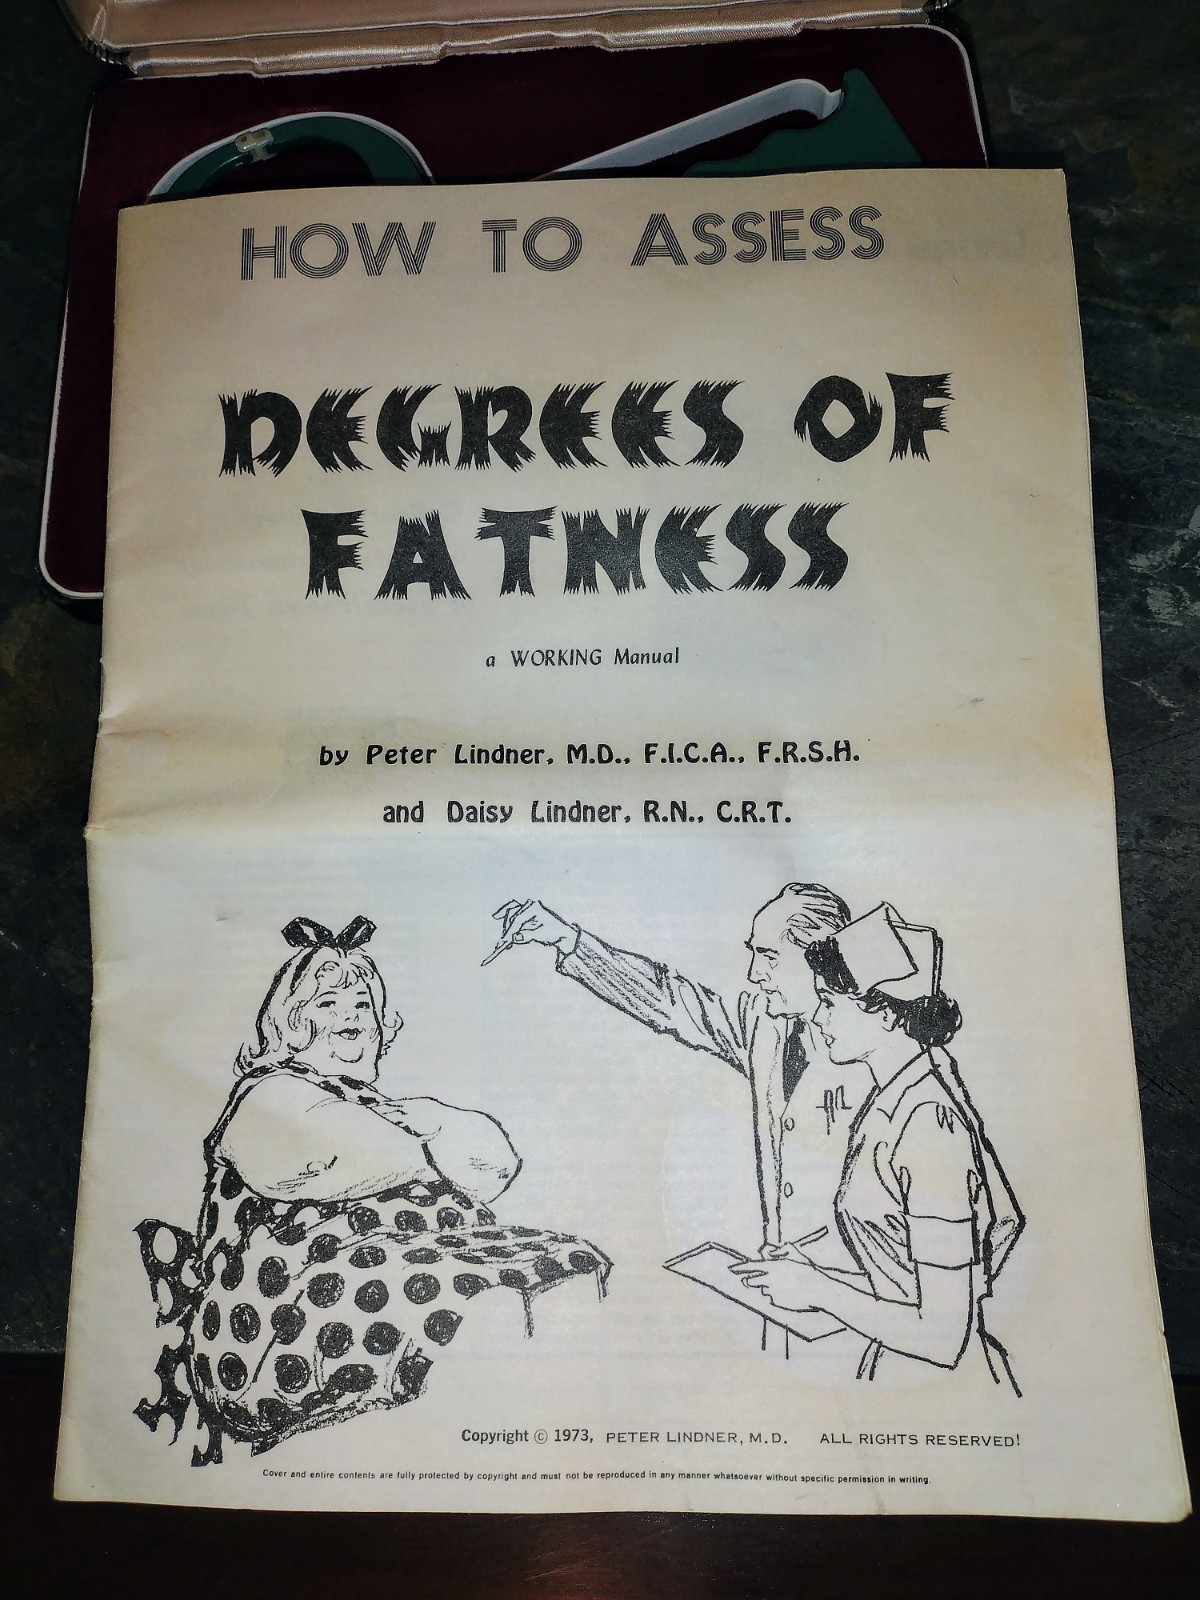 HOW TO ASSESS
DEGREES OF
FATNESS
a WORKING Manual
by Peter Lindner, M.D., F.I.C.A., F.R.S.H.
and Daisy Lindner, R.N., C.R.T.
Copyright © 1973, PETER LINDNER, M.D. ALL RIGHTS RESERVED!
Cover and entire contents are fully protected by copyright and must not be reproduced in any manner whatsoever without specific permission in writing.